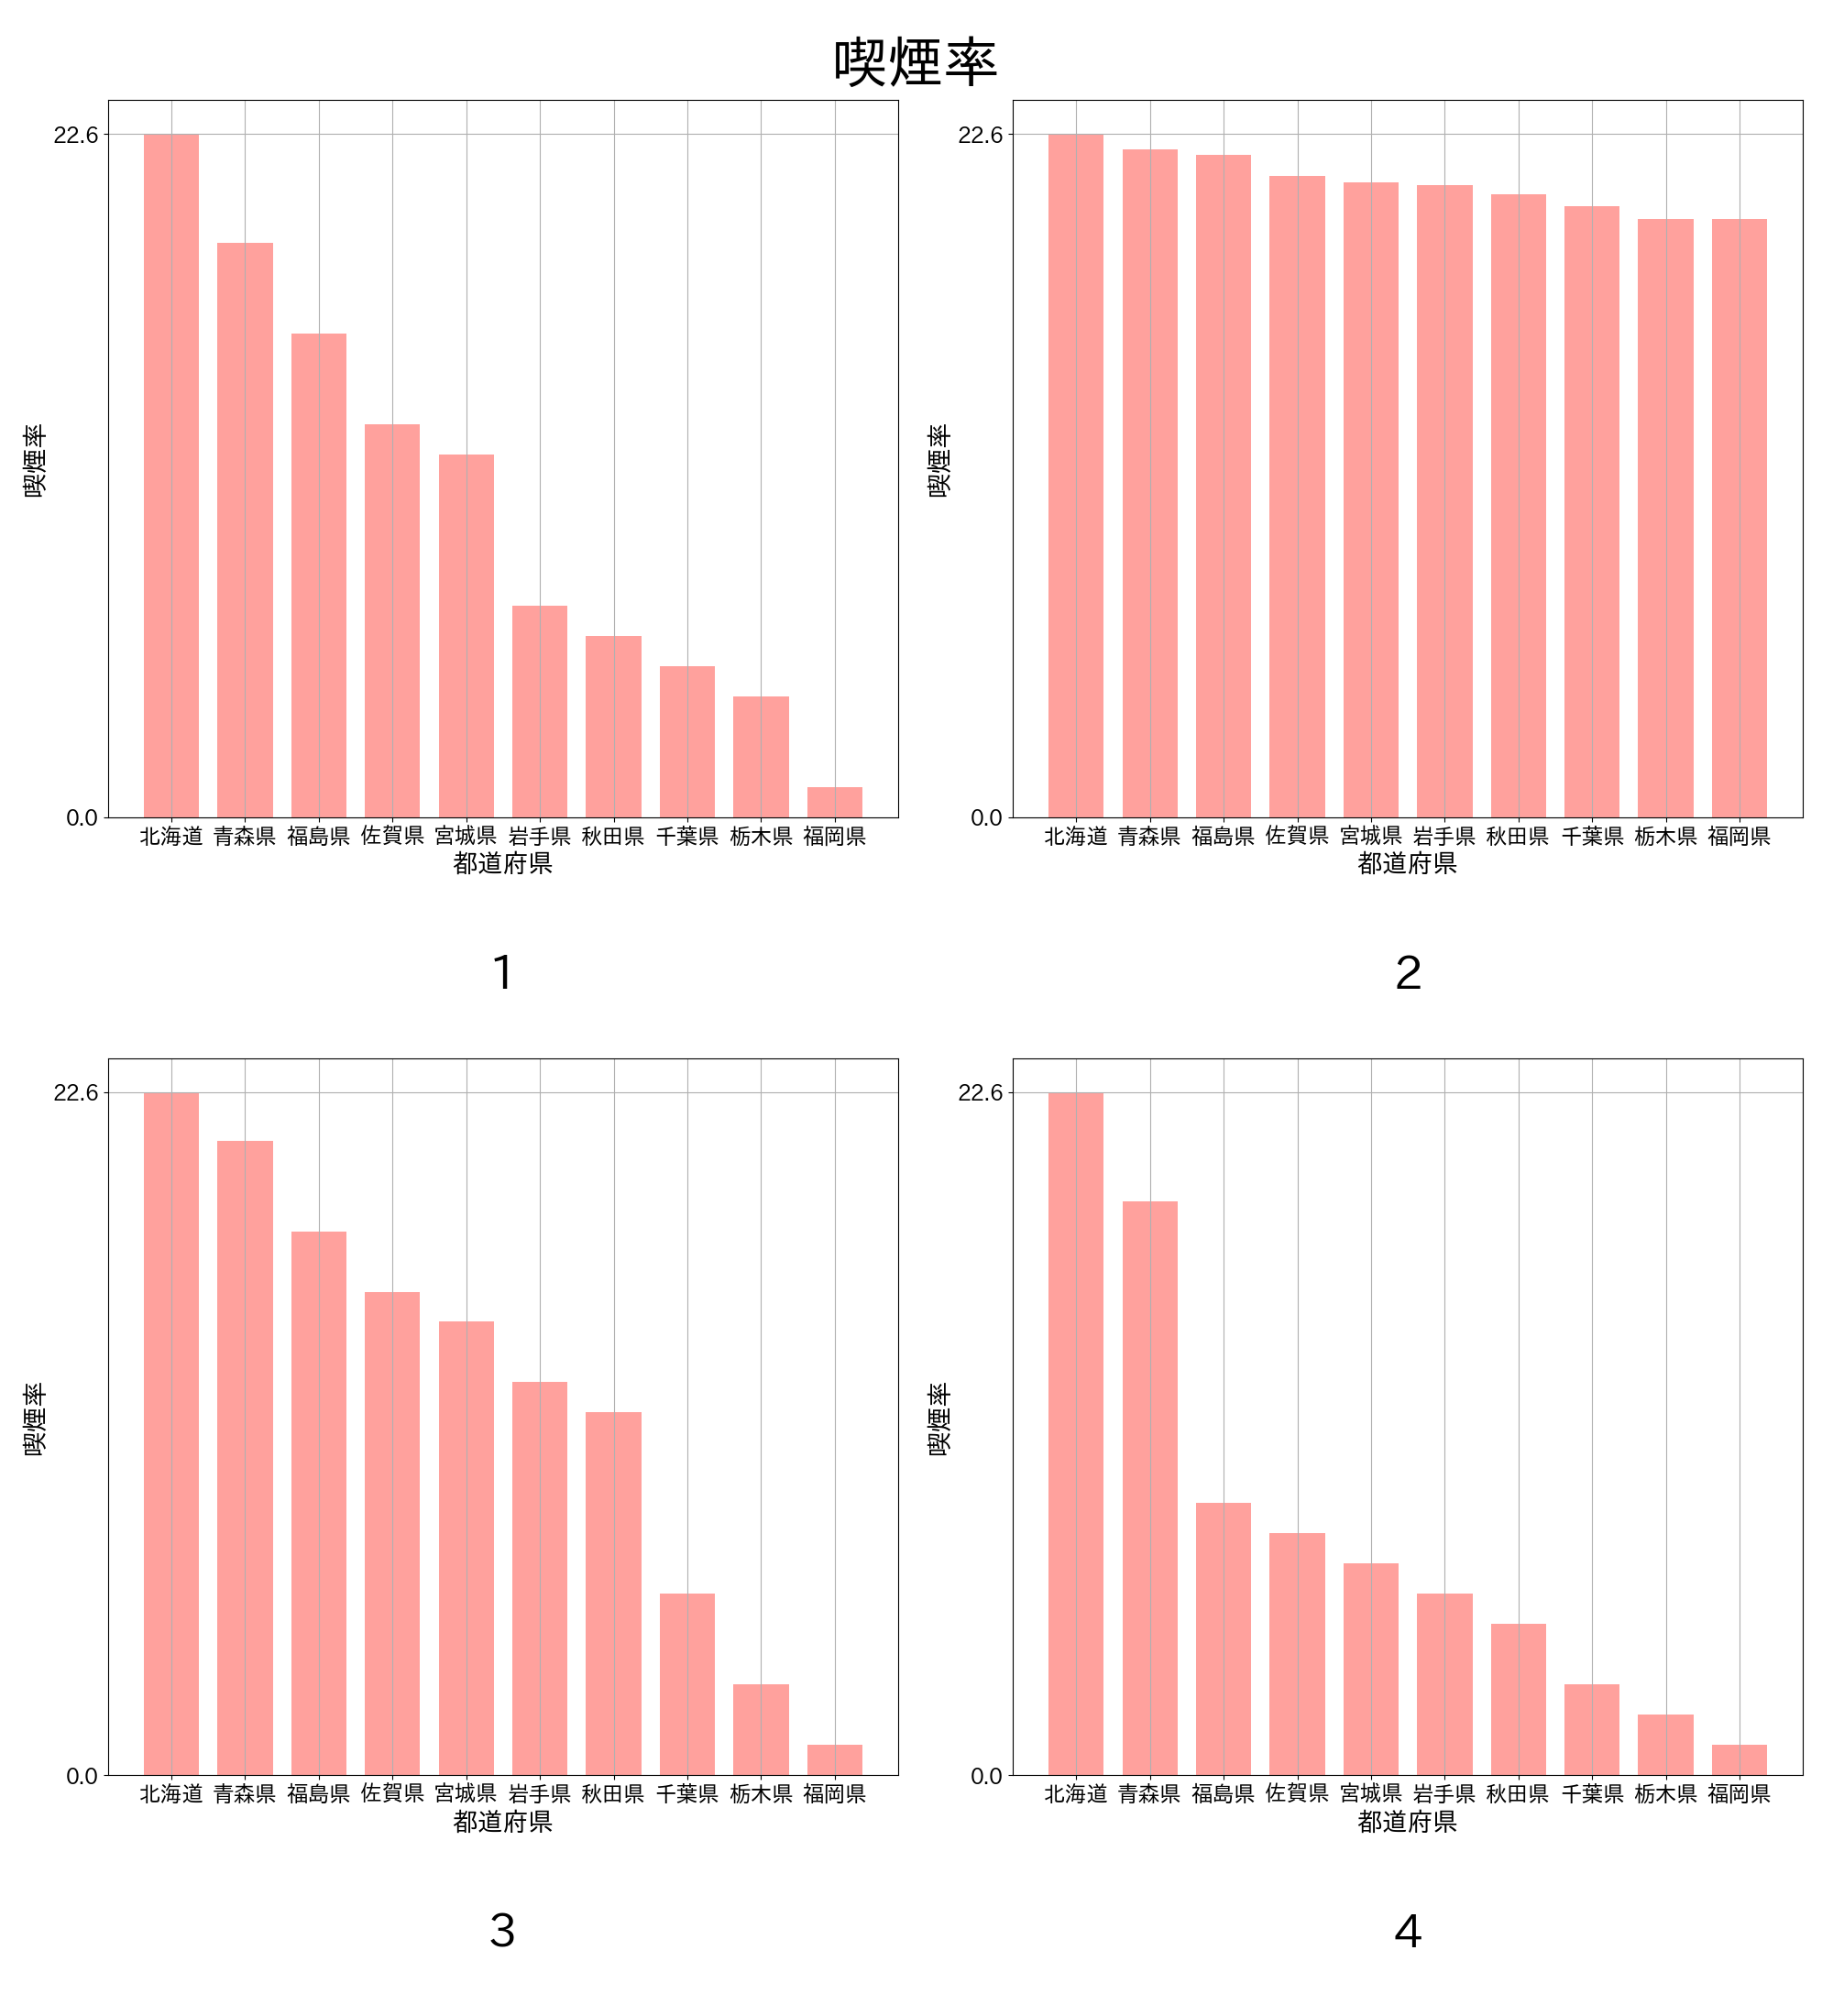 喫煙率
22.6
0.0
喫煙率
北海道 青森県 福島県 佐賀県 宮城県 岩手県 秋田県 千葉県 栃木県 福岡県
都道府県
1
22.6
0.0
喫煙率
北海道 青森県 福島県 佐賀県 宮城県 岩手県 秋田県 千葉県 栃木県 福岡県
都道府県
2
22.6
0.0
喫煙率
北海道 青森県 福島県 佐賀県 宮城県 岩手県 秋田県 千葉県 栃木県 福岡県
都道府県
3
22.6
0.0
喫煙率
北海道 青森県 福島県 佐賀県 宮城県 岩手県 秋田県 千葉県 栃木県 福岡県
都道府県
4